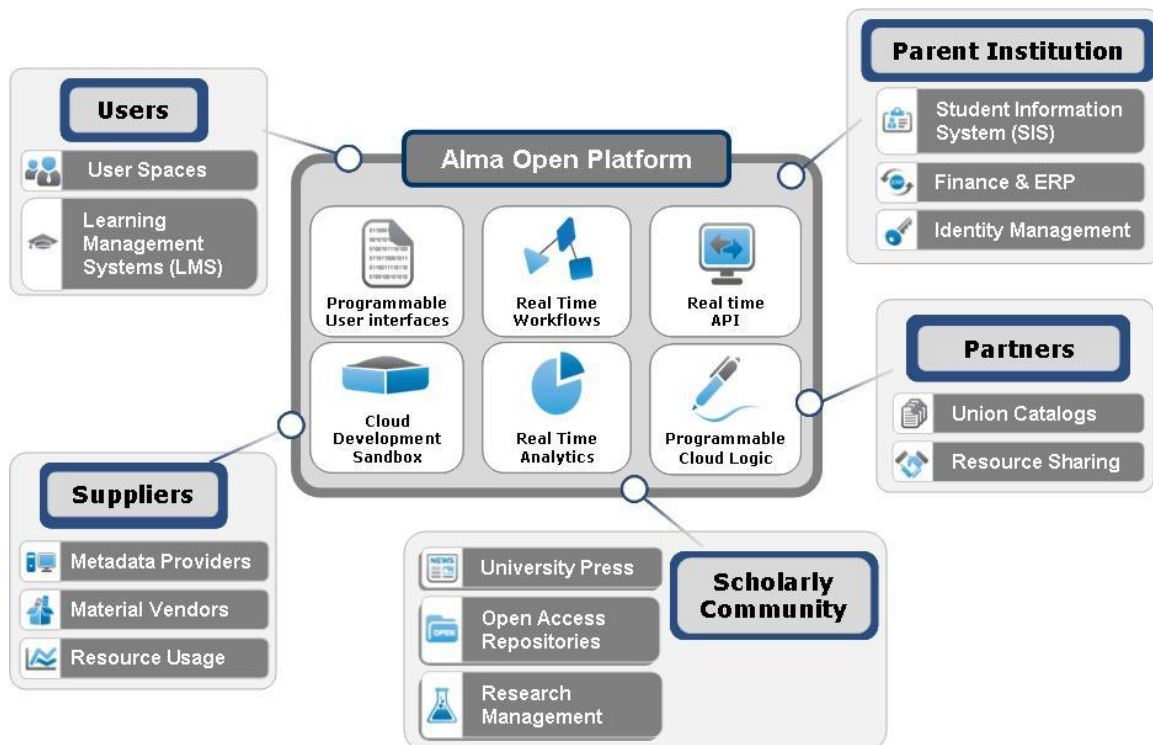 Users
User Spaces
Learning
Management
Systems (LMS)
Alma Open Platform
Programmable
User interfaces
Real Time
Workflows
Real time
API
Cloud
Development
Sandbox
Real Time
Analytics
Programmable
Cloud Logic
Parent Institution
Student Information
System (SIS)
Finance & ERP
Identity Management
Partners
Union Catalogs
Resource Sharing
Suppliers
Metadata Providers
Material Vendors
Resource Usage
Scholarly
Community
NEWS
University Press
OPEN
Open Access
Repositories
Research
Management